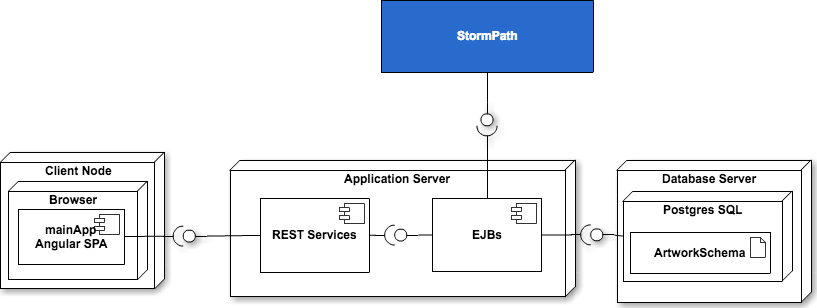 StormPath
Client Node
Browser
mainApp
Angular SPA
Application Server
REST Services
EJBs
Database Server
Postgres SQL
ArtworkSchema